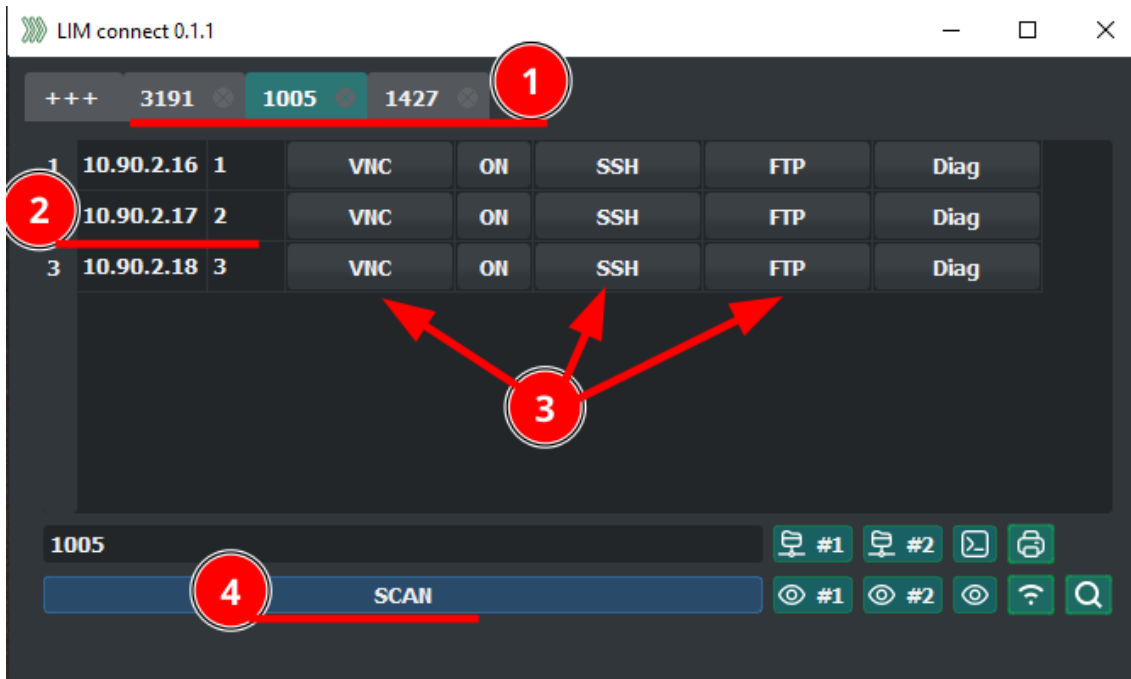 LIM connect 0.1.1
+++ 3191 1005 1427 1
1 10.90.2.16 1 VNC ON SSH FTP Diag
2 10.90.2.17 2 VNC ON SSH FTP Diag
3 10.90.2.18 3 VNC ON SSH FTP Diag
3
1005 #1 #2
4 SCAN #1 #2